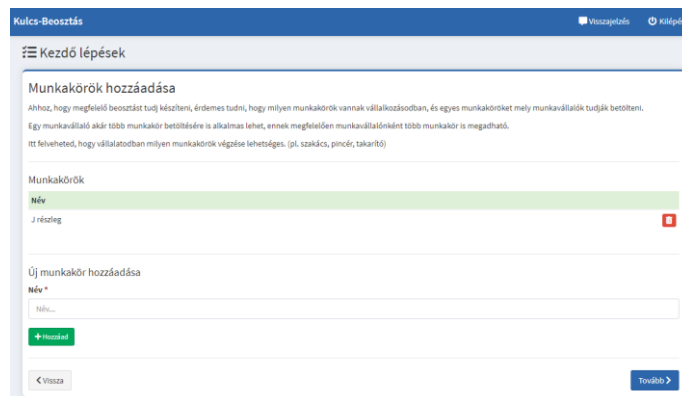 Kulcs-Beosztás
Visszajelzés
Kilépé
Kezdő lépések
Munkakörök hozzáadása
Ahhoz, hogy megfelelő beosztást tudj készíteni, érdemes tudni, hogy milyen munkakörök vannak vállalkozásodban, és egyes munkaköröket mely munkavállalók tudják betölteni.
Egy munkavállaló akár több munkakör betöltésére is alkalmas lehet, ennek megfelelően munkavállalónként több munkakör is megadható.
Itt felveheted, hogy vállalatodban milyen munkakörök végzése lehetséges. (pl. szakács, pincér, takarító)
Munkakörök
Név
J részleg
Új munkakör hozzáadása
Név *
Név...
+ Hozzáad
Vissza
Tovább